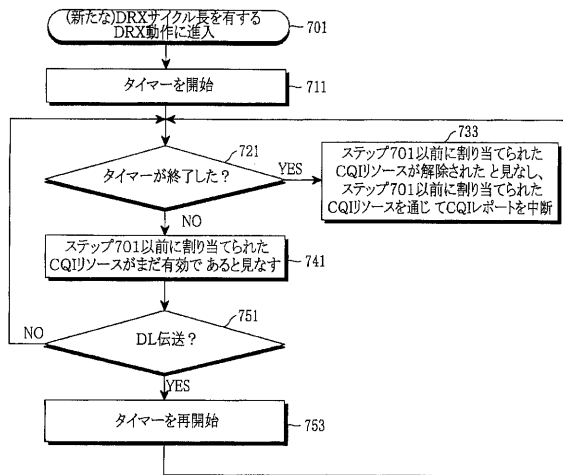 (新たな)DRXサイクル長を有する
DRX動作に進入
701
タイマーを開始
711
タイマーが終了した?
721
YES
733
ステップ701以前に割り当てられた
CQIリソースが解除された と見なし、
ステップ701以前に割り当てられた
CQIリソースを通じ てCQIレポートを中断
NO
ステップ701以前に割り当てられた
CQIリソースがまだ有効で あると見なす
741
DL伝送?
751
NO
YES
タイマーを再開始
753